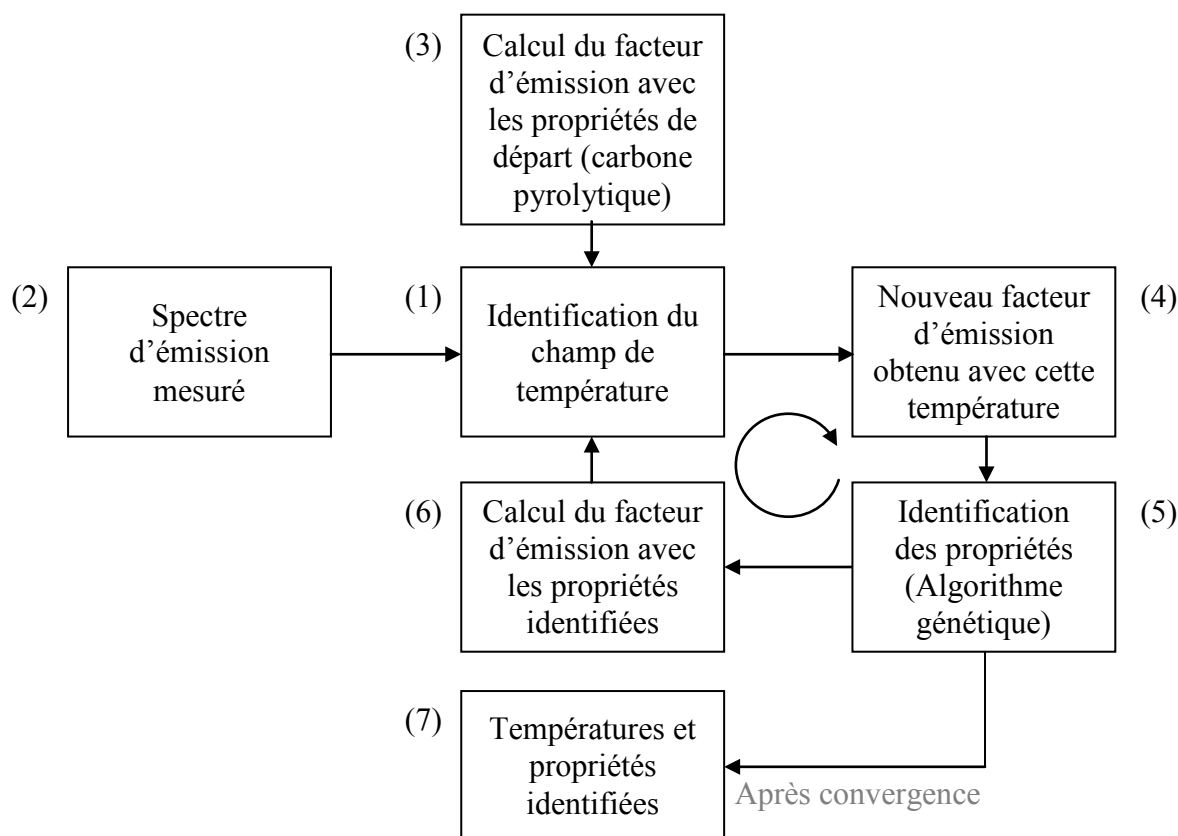 (3)
Calcul du facteur
d’émission avec
les propriétés de
départ (carbone
pyrolytique)
(2)
Spectre
d’émission
mesuré
(1)
Identification du
champ de
température
Nouveau facteur
d’émission
obtenu avec cette
température
(4)
(6)
Calcul du facteur
d’émission avec
les propriétés
identifiées
Identification
des propriétés
(Algorithme
génétique)
(5)
(7)
Températures et
propriétés
identifiées
Après convergence